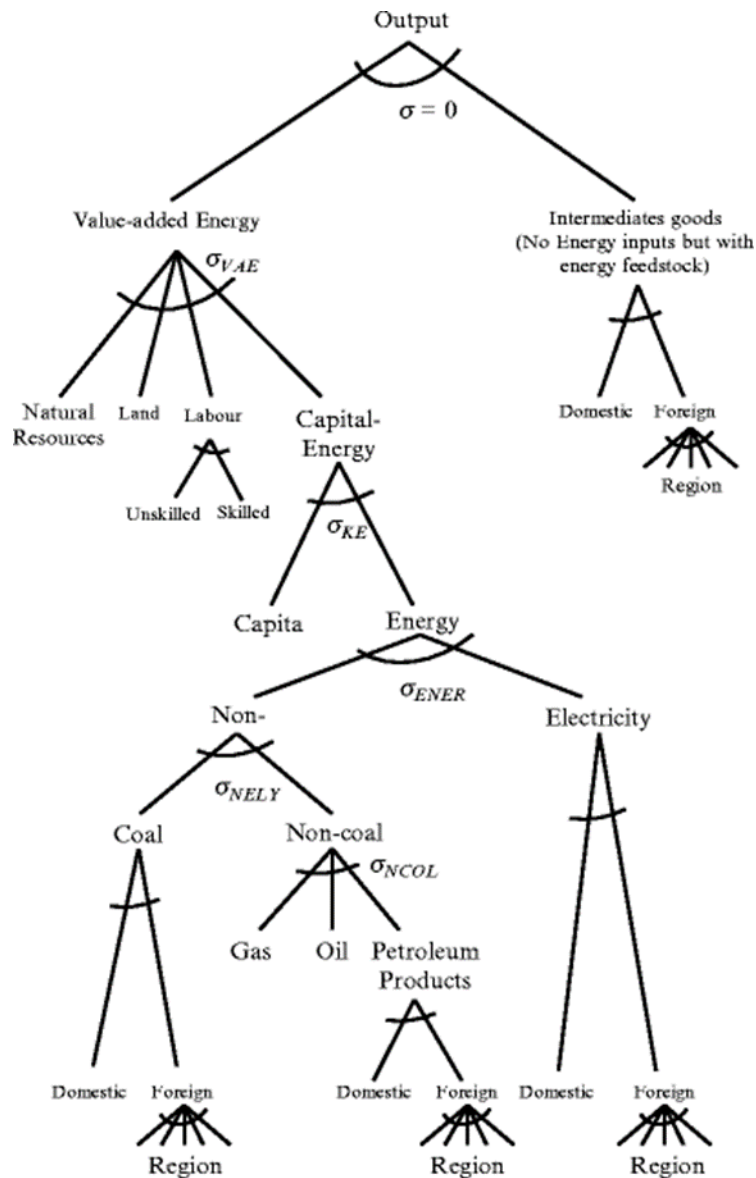 Output
σ = 0
Value-added Energy
Intermediates goods
(No Energy inputs but with
energy feedstock)
σVAE
Natural
Resources
Land
Labour
Capital-
Energy
Domestic
Foreign
Region
Unskilled
Skilled
σKE
Capita
Energy
σENER
Non-
Electricity
σNELY
Coal
Non-coal
σNCOL
Gas
Oil
Petroleum
Products
Domestic
Foreign
Domestic
Foreign
Domestic
Foreign
Region
Region
Region